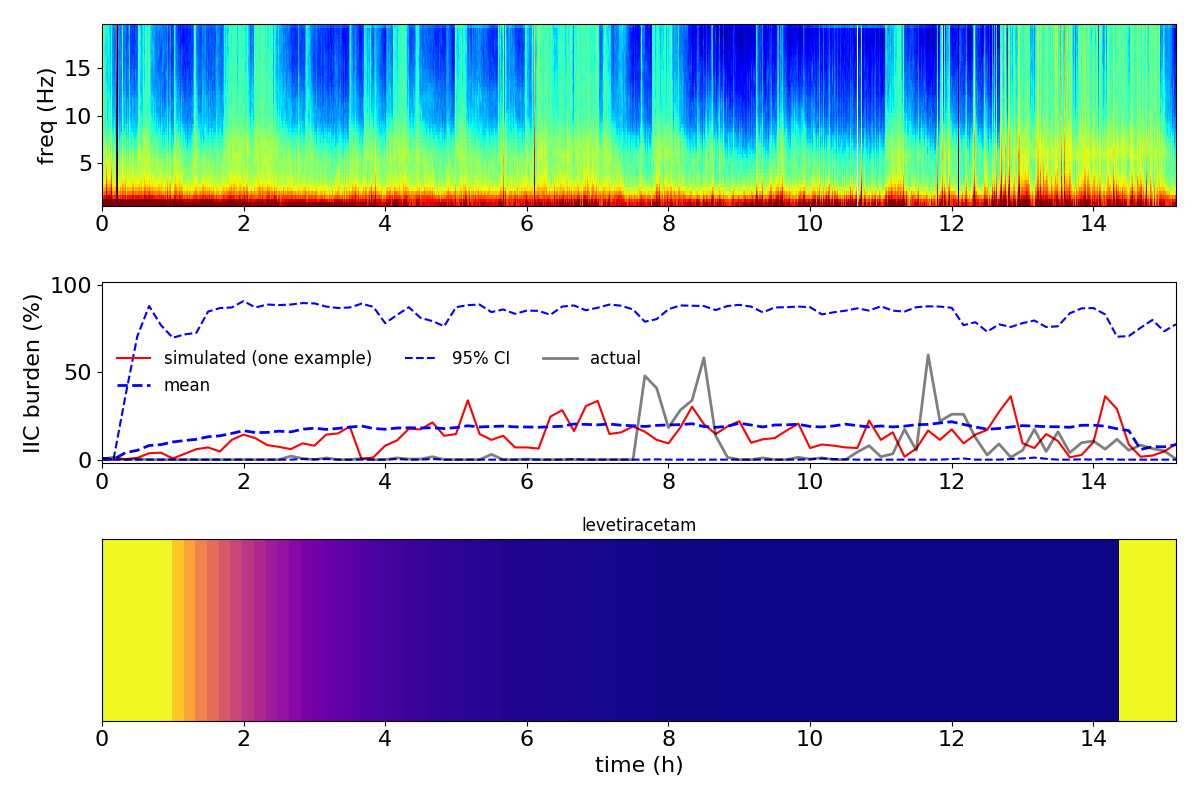 freq (Hz)
15
10
5
0 2 4 6 8 10 12 14
IIC burden (%)
100
50
0
simulated (one example) 95% CI actual
mean
0 2 4 6 8 10 12 14
levetiracetam
0 2 4 6 8 10 12 14
time (h)